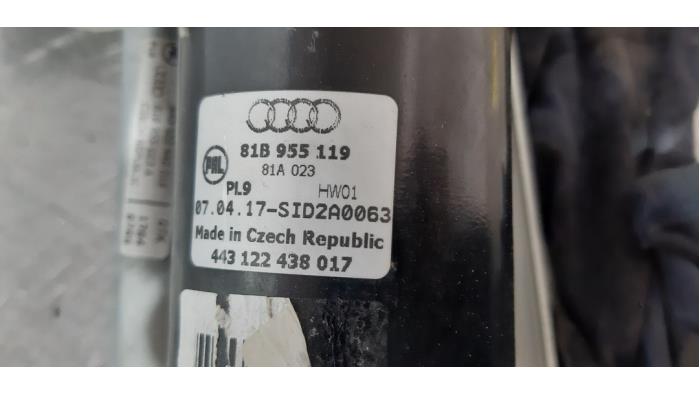 81B 955 119
PAL
81A 023
PL9 HW01
07.04.17-SID2A0063
Made in Czech Republic
443 122 438 017